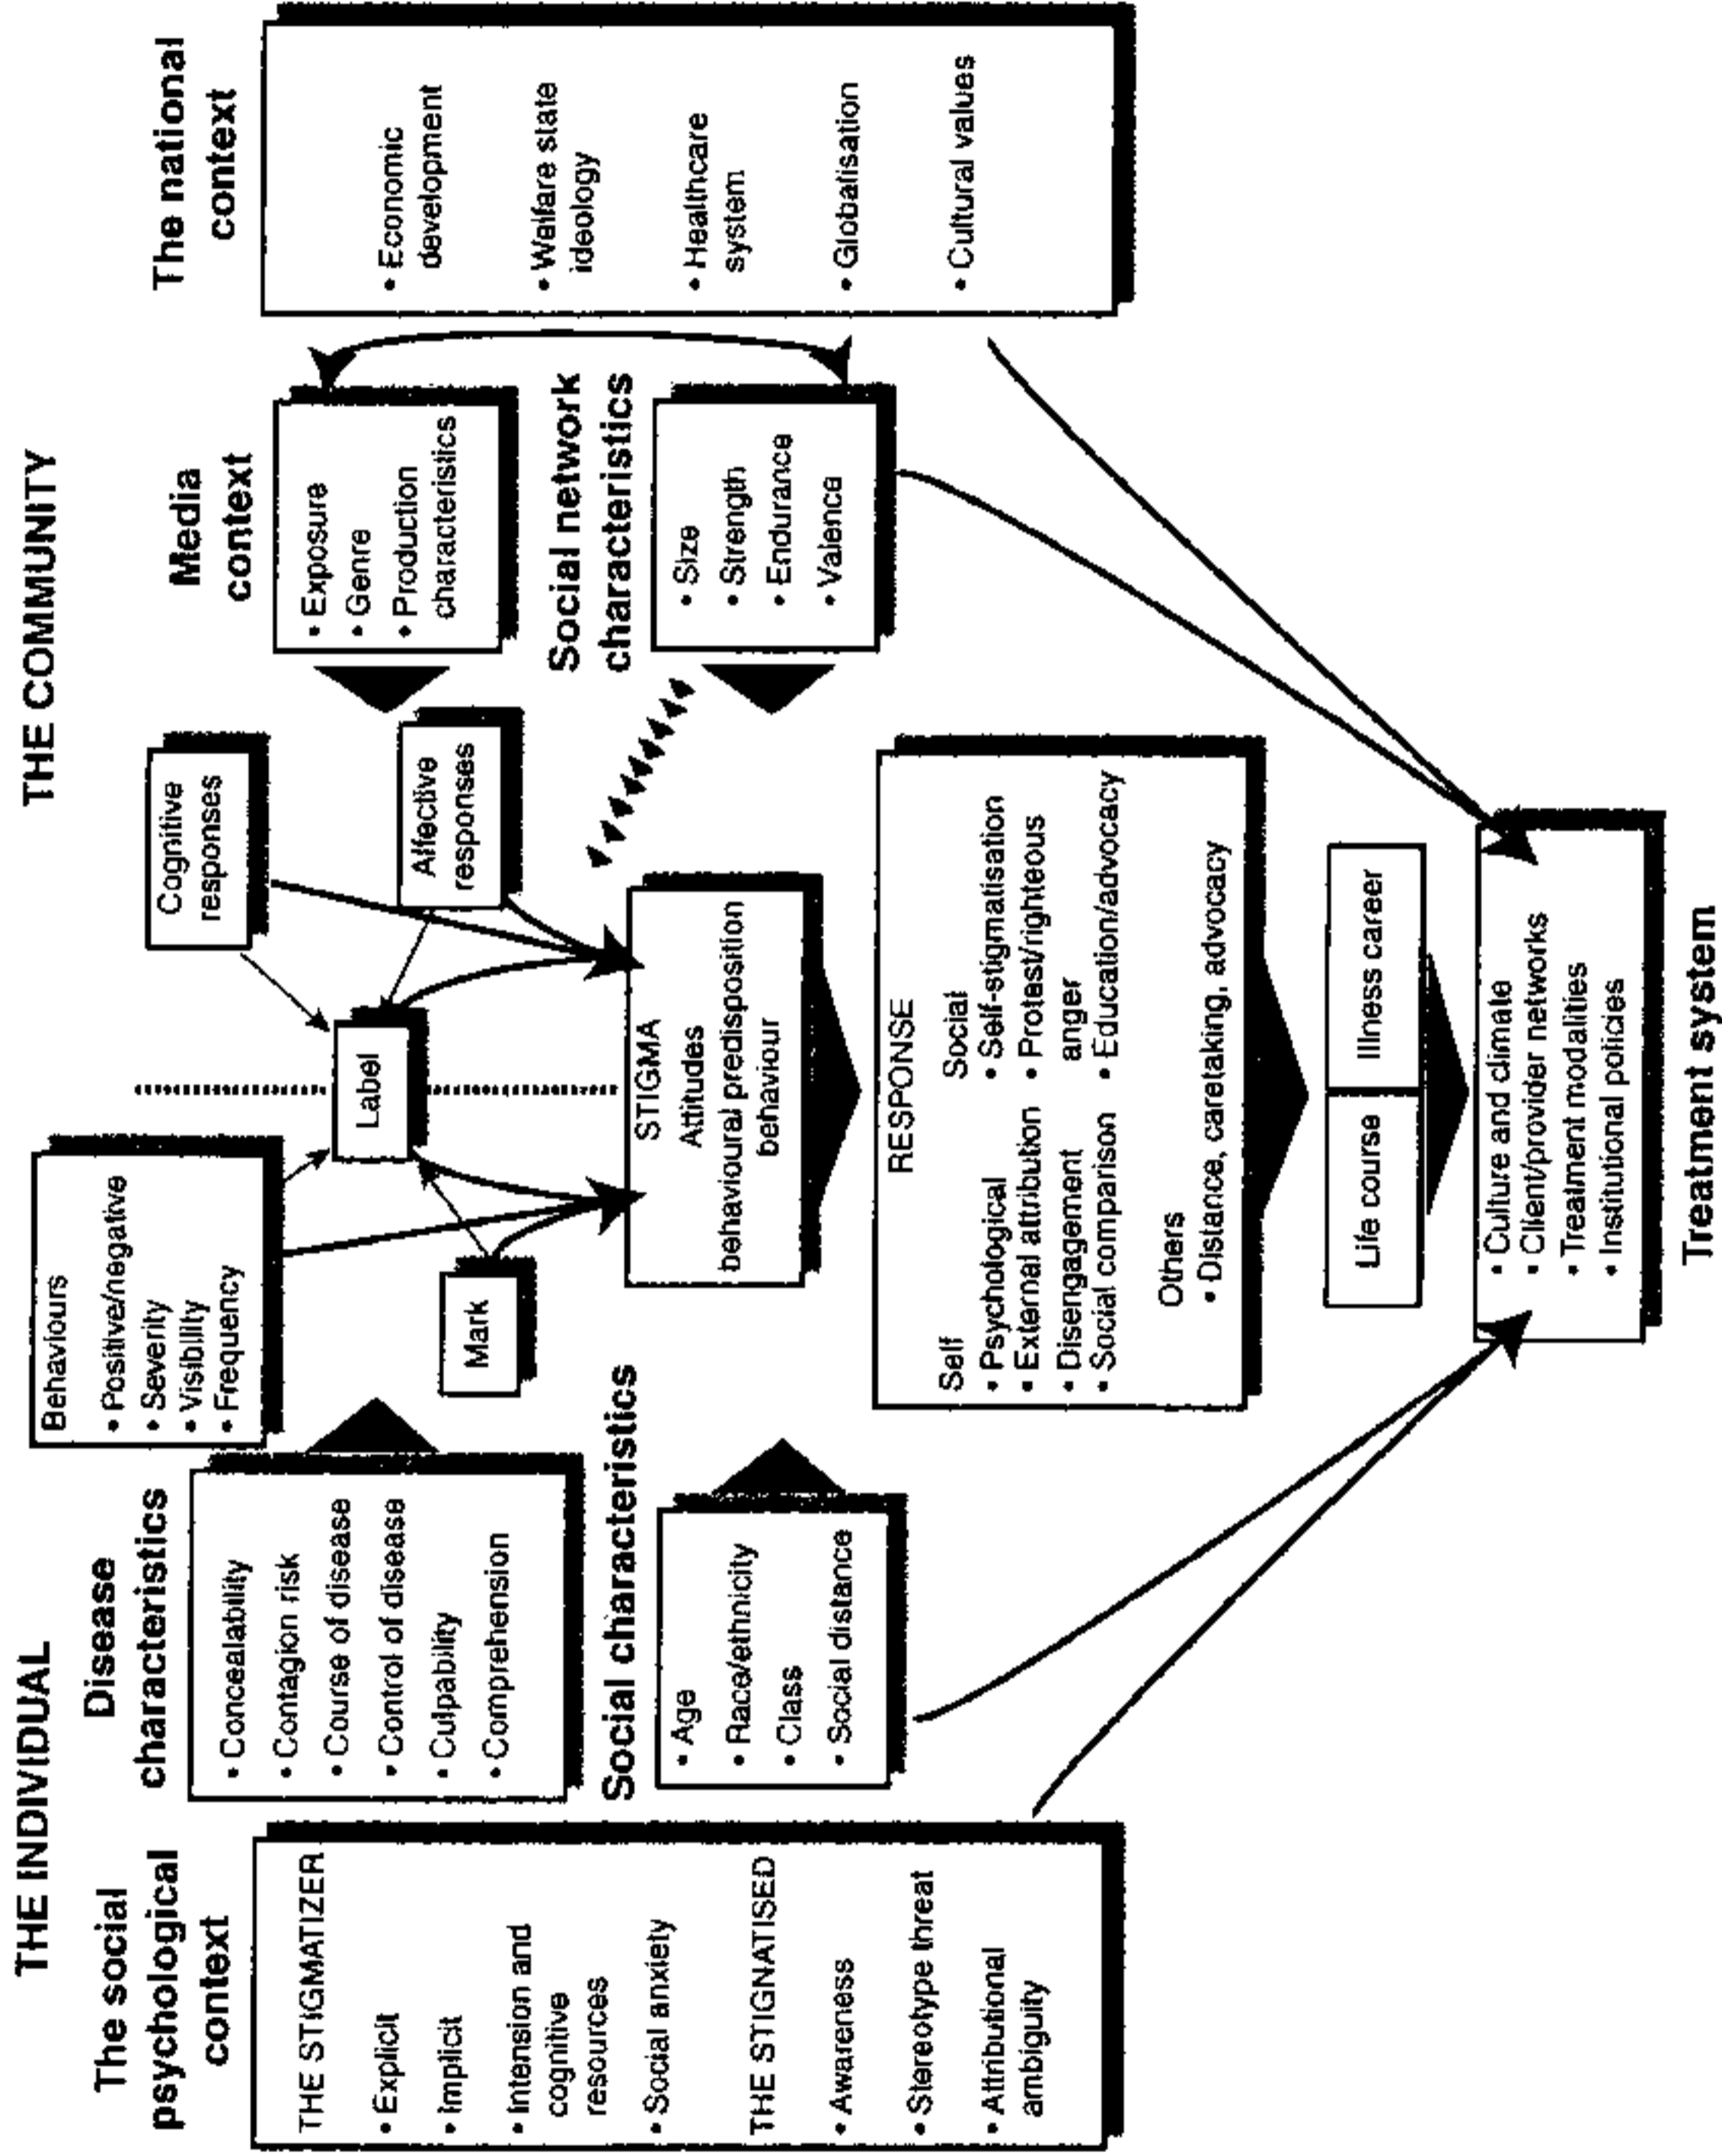 THE INDIVIDUAL
THE COMMUNITY
The social
psychological
context
THE STIGMATIZER
• Explicit
• Implicit
• Intension and
cognitive
resources
• Social anxiety
THE STIGNATISED
• Awareness
• Stereotype threat
• Attributional
ambiguity
Disease
characteristics
• Concealability
• Contagion risk
• Course of disease
• Control of disease
• Culpability
• Comprehension
Social characteristics
• Age
• Race/ethnicity
• Class
• Social distance
Behaviours
• Positive/negative
• Severity
• Visibility
• Frequency
Mark
Label
Cognitive
responses
Affective
responses
STIGMA
Attitudes
behavioural predisposition
behaviour
RESPONSE
Self
• Psychological
• External attribution
• Disengagement
• Social comparison
Social
• Self-stigmatisation
• Protest/righteous
anger
• Education/advocacy
Others
• Distance, caretaking, advocacy
Life course
Illness career
• Culture and climate
• Client/provider networks
• Treatment modalities
• Institutional policies
Treatment system
Media
context
• Exposure
• Genre
• Production
characteristics
Social network
characteristics
• Size
• Strength
• Endurance
• Valence
The national
context
• Economic
development
• Welfare state
ideology
• Healthcare
system
• Globalisation
• Cultural values